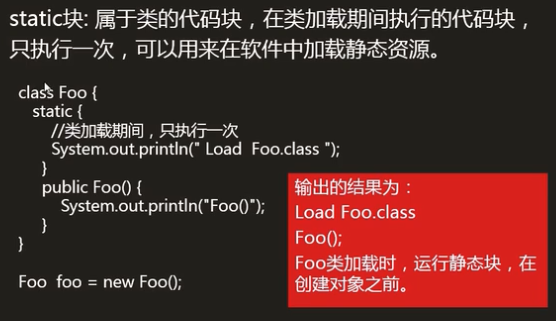 static块: 属于类的代码块，在类加载期间执行的代码块，
只执行一次，可以用来在软件中加载静态资源。
class Foo {
static {
//类加载期间，只执行一次
System.out.println(" Load  Foo.class ");
}
public Foo() {
System.out.println("Foo()");
}
}
Foo  foo = new Foo();
输出的结果为：
Load Foo.class
Foo();
Foo类加载时，运行静态块，在
创建对象之前。